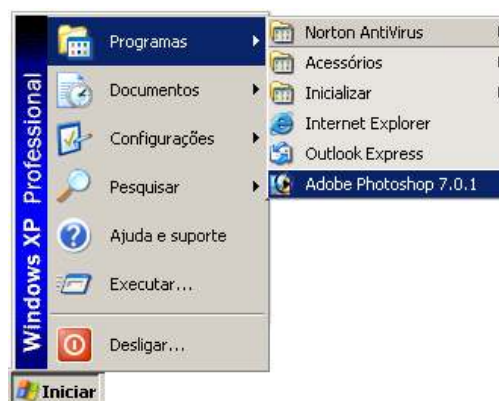 Windows XP Professional
Programas
Documentos
Configurações
Pesquisar
Ajuda e suporte
Executar...
Desligar...
Norton AntiVirus
Acessórios
Inicializar
Internet Explorer
Outlook Express
Adobe Photoshop 7.0.1
Iniciar